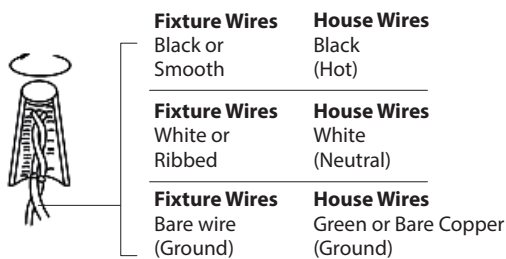 Fixture Wires House Wires
Black or Black
Smooth (Hot)
Fixture Wires House Wires
White or White
Ribbed (Neutral)
Fixture Wires House Wires
Bare wire Green or Bare Copper
(Ground) (Ground)